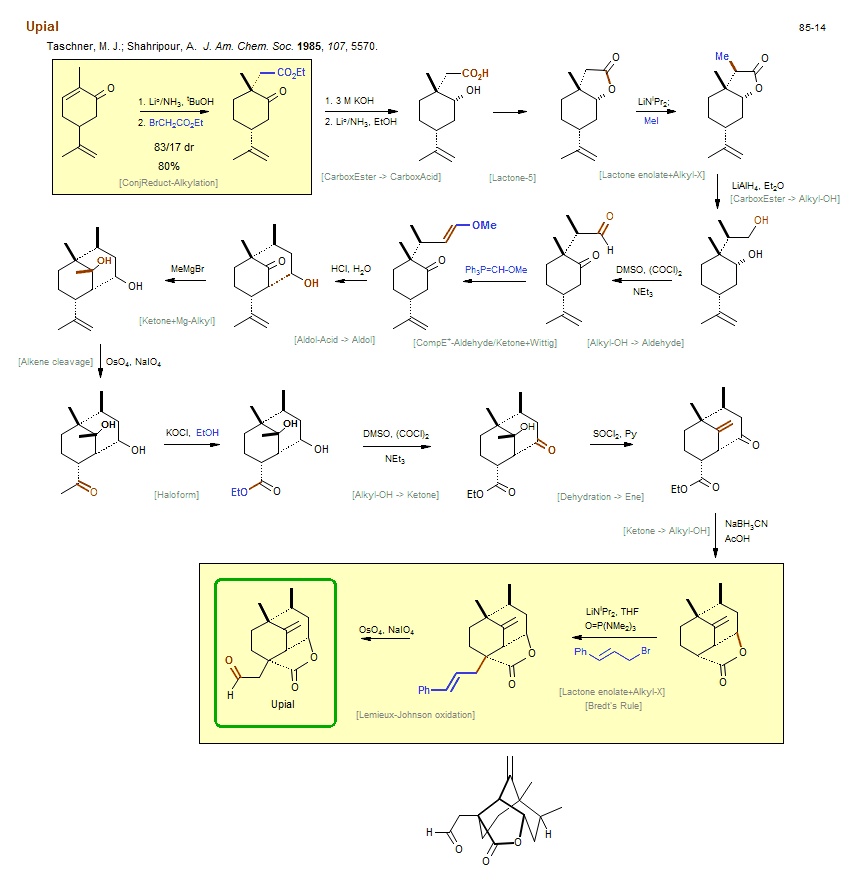 Upial
85-14
Taschner, M. J.; Shahripour, A. J. Am. Chem. Soc. 1985, 107, 5570.
O
1. Li°/NH₃, ᵗBuOH
2. BrCH₂CO₂Et
83/17 dr
80%
[ConjReduct-Alkylation]
CO₂Et
O
1. 3 M KOH
2. Li°/NH₃, EtOH
[CarboxEster -> CarboxAcid]
CO₂H
OH
[Lactone-5]
O
O
LiNⁱPr₂;
MeI
[Lactone enolate+Alkyl-X]
Me
O
O
LiAlH₄, Et₂O
[CarboxEster -> Alkyl-OH]
OH
OH
DMSO, (COCl)₂
NEt₃
[Alkyl-OH -> Aldehyde]
O
H
O
Ph₃P=CH-OMe
[CompE⁺-Aldehyde/Ketone+Wittig]
OMe
O
HCl, H₂O
[Aldol-Acid -> Aldol]
O
OH
MeMgBr
[Ketone+Mg-Alkyl]
OH
OH
[Alkene cleavage]
OsO₄, NaIO₄
OH
OH
O
KOCl, EtOH
[Haloform]
OH
OH
EtO
O
DMSO, (COCl)₂
NEt₃
[Alkyl-OH -> Ketone]
OH
O
EtO
O
SOCl₂, Py
[Dehydration -> Ene]
O
EtO
O
[Ketone -> Alkyl-OH]
NaBH₃CN
AcOH
O
O
LiNⁱPr₂, THF
O=P(NMe₂)₃
Ph
Br
[Lactone enolate+Alkyl-X]
[Bredt's Rule]
O
O
Ph
OsO₄, NaIO₄
[Lemieux-Johnson oxidation]
O
H
O
O
Upial
H
O
O
O
H